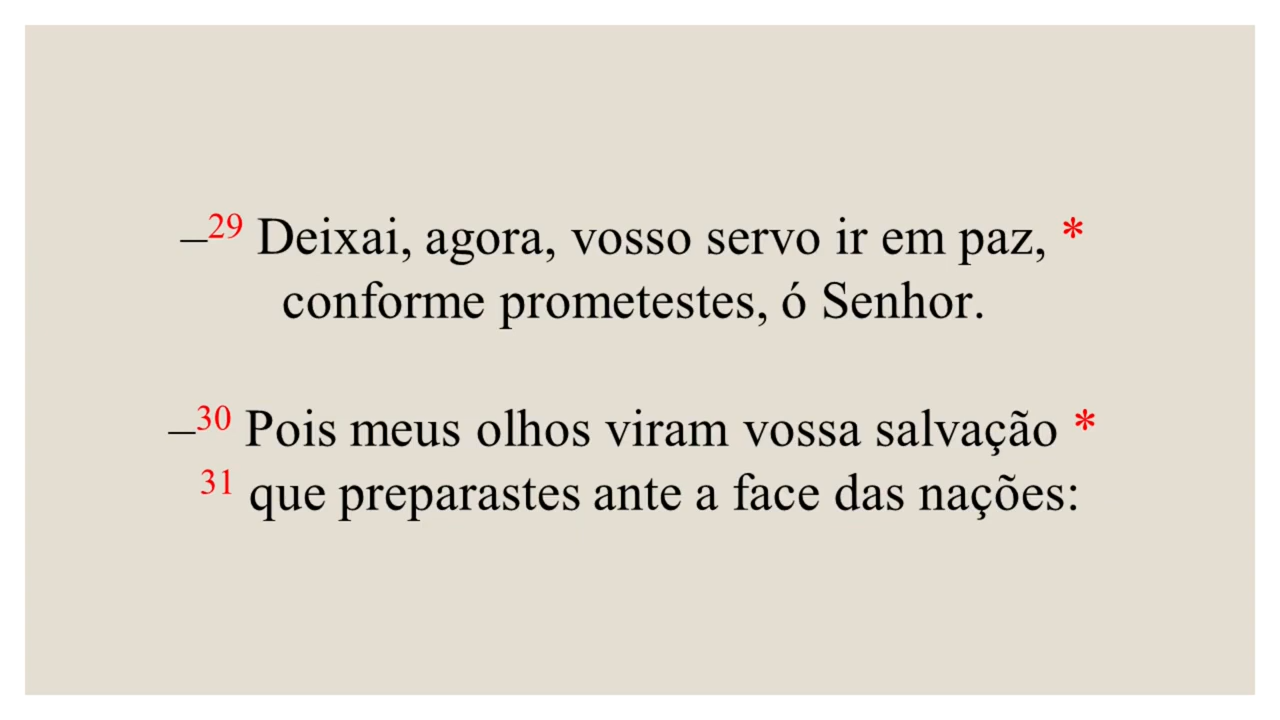 –29 Deixai, agora, vosso servo ir em paz, *
conforme prometestes, ó Senhor.
–30 Pois meus olhos viram vossa salvação *
31 que preparastes ante a face das nações: